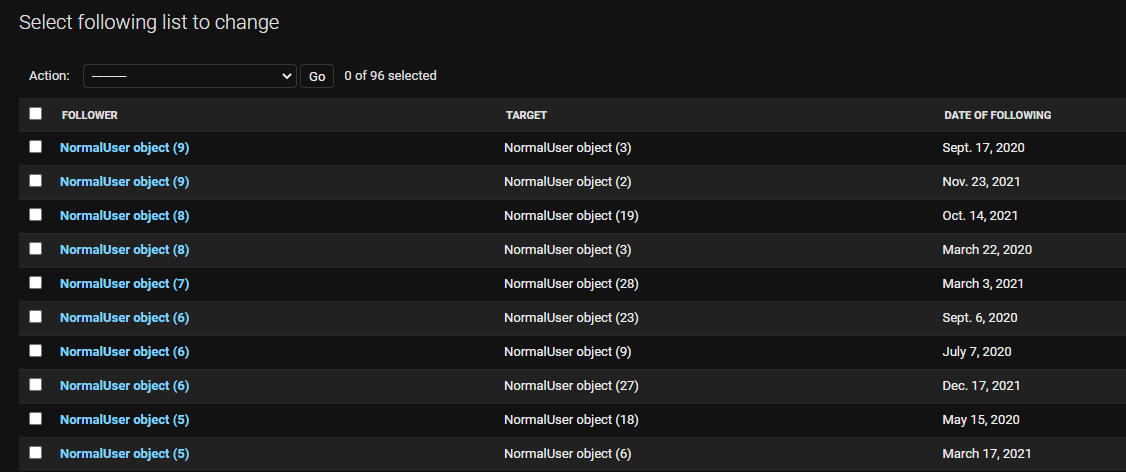 Select following list to change
Action: --------- Go 0 of 96 selected
FOLLOWER TARGET DATE OF FOLLOWING
NormalUser object (9) NormalUser object (3) Sept. 17, 2020
NormalUser object (9) NormalUser object (2) Nov. 23, 2021
NormalUser object (8) NormalUser object (19) Oct. 14, 2021
NormalUser object (8) NormalUser object (3) March 22, 2020
NormalUser object (7) NormalUser object (28) March 3, 2021
NormalUser object (6) NormalUser object (23) Sept. 6, 2020
NormalUser object (6) NormalUser object (9) July 7, 2020
NormalUser object (6) NormalUser object (27) Dec. 17, 2021
NormalUser object (5) NormalUser object (18) May 15, 2020
NormalUser object (5) NormalUser object (6) March 17, 2021